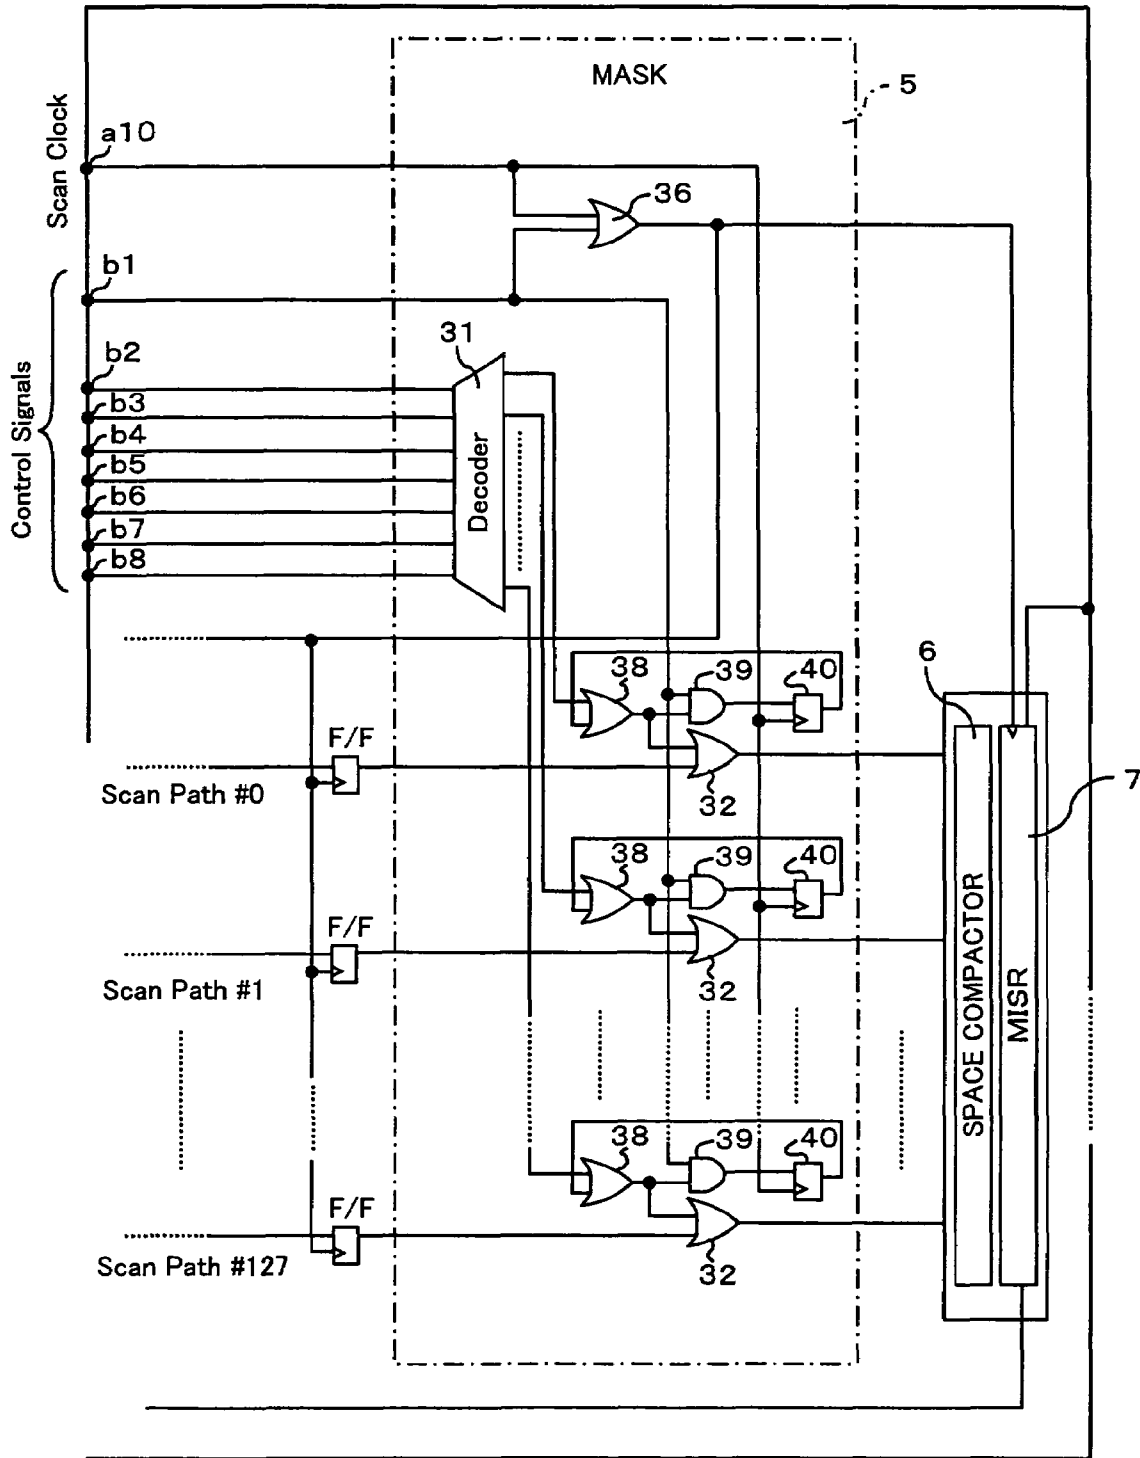 MASK
5
Scan Clock
a10
36
b1
Control Signals
b2
b3
b4
b5
b6
b7
b8
31
Decoder
38
39
40
32
6
F/F
Scan Path #0
7
38
39
40
32
F/F
Scan Path #1
SPACE COMPACTOR
MISR
38
39
40
32
F/F
Scan Path #127